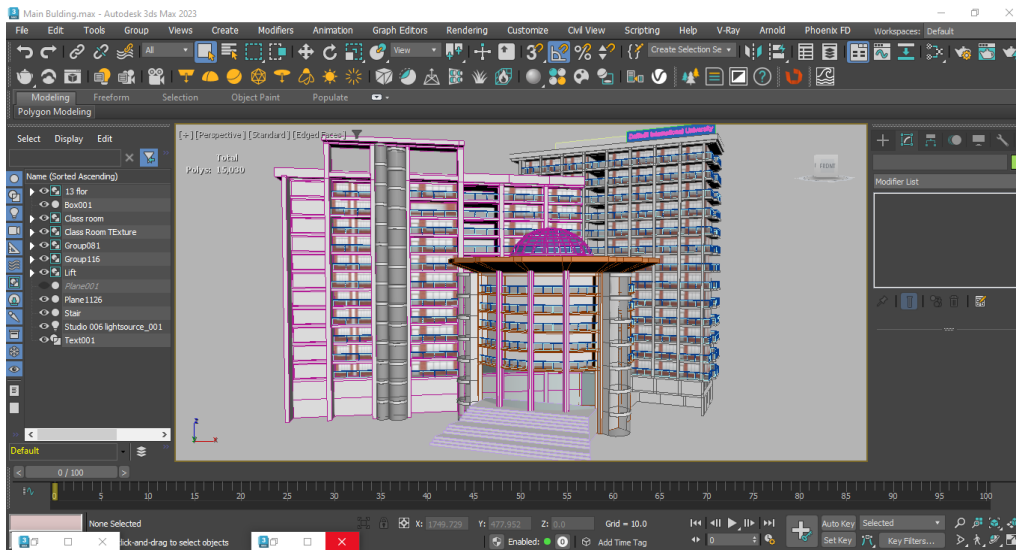 Main Bulding.max - Autodesk 3ds Max 2023
File Edit Tools Group Views Create Modifiers Animation Graph Editors Rendering Customize Civil View Scripting Help V-Ray Arnold Phoenix FD Workspaces: Default
All View Create Selection Se
Modeling Freeform Selection Object Paint Populate
Polygon Modeling
Select Display Edit
Name (Sorted Ascending)
13 flor
Box001
Class room
Class Room TExture
Group081
Group116
Lift
Plane001
Plane1126
Stair
Studio 006 lightsource_001
Text001
Default
[+] [Perspective] [Standard] [Edged Faces]
Total
Polys: 15,030
International University
FRONT
z
x
Modifier List
0 / 100
0 5 10 15 20 25 30 35 40 45 50 55 60 65 70 75 80 85 90 95 100
None Selected X: 1749.729 Y: 477.952 Z: 0.0 Grid = 10.0 Auto Key Selected
lick-and-drag to select objects Enabled: 0 Add Time Tag 0 Set Key Key Filters...